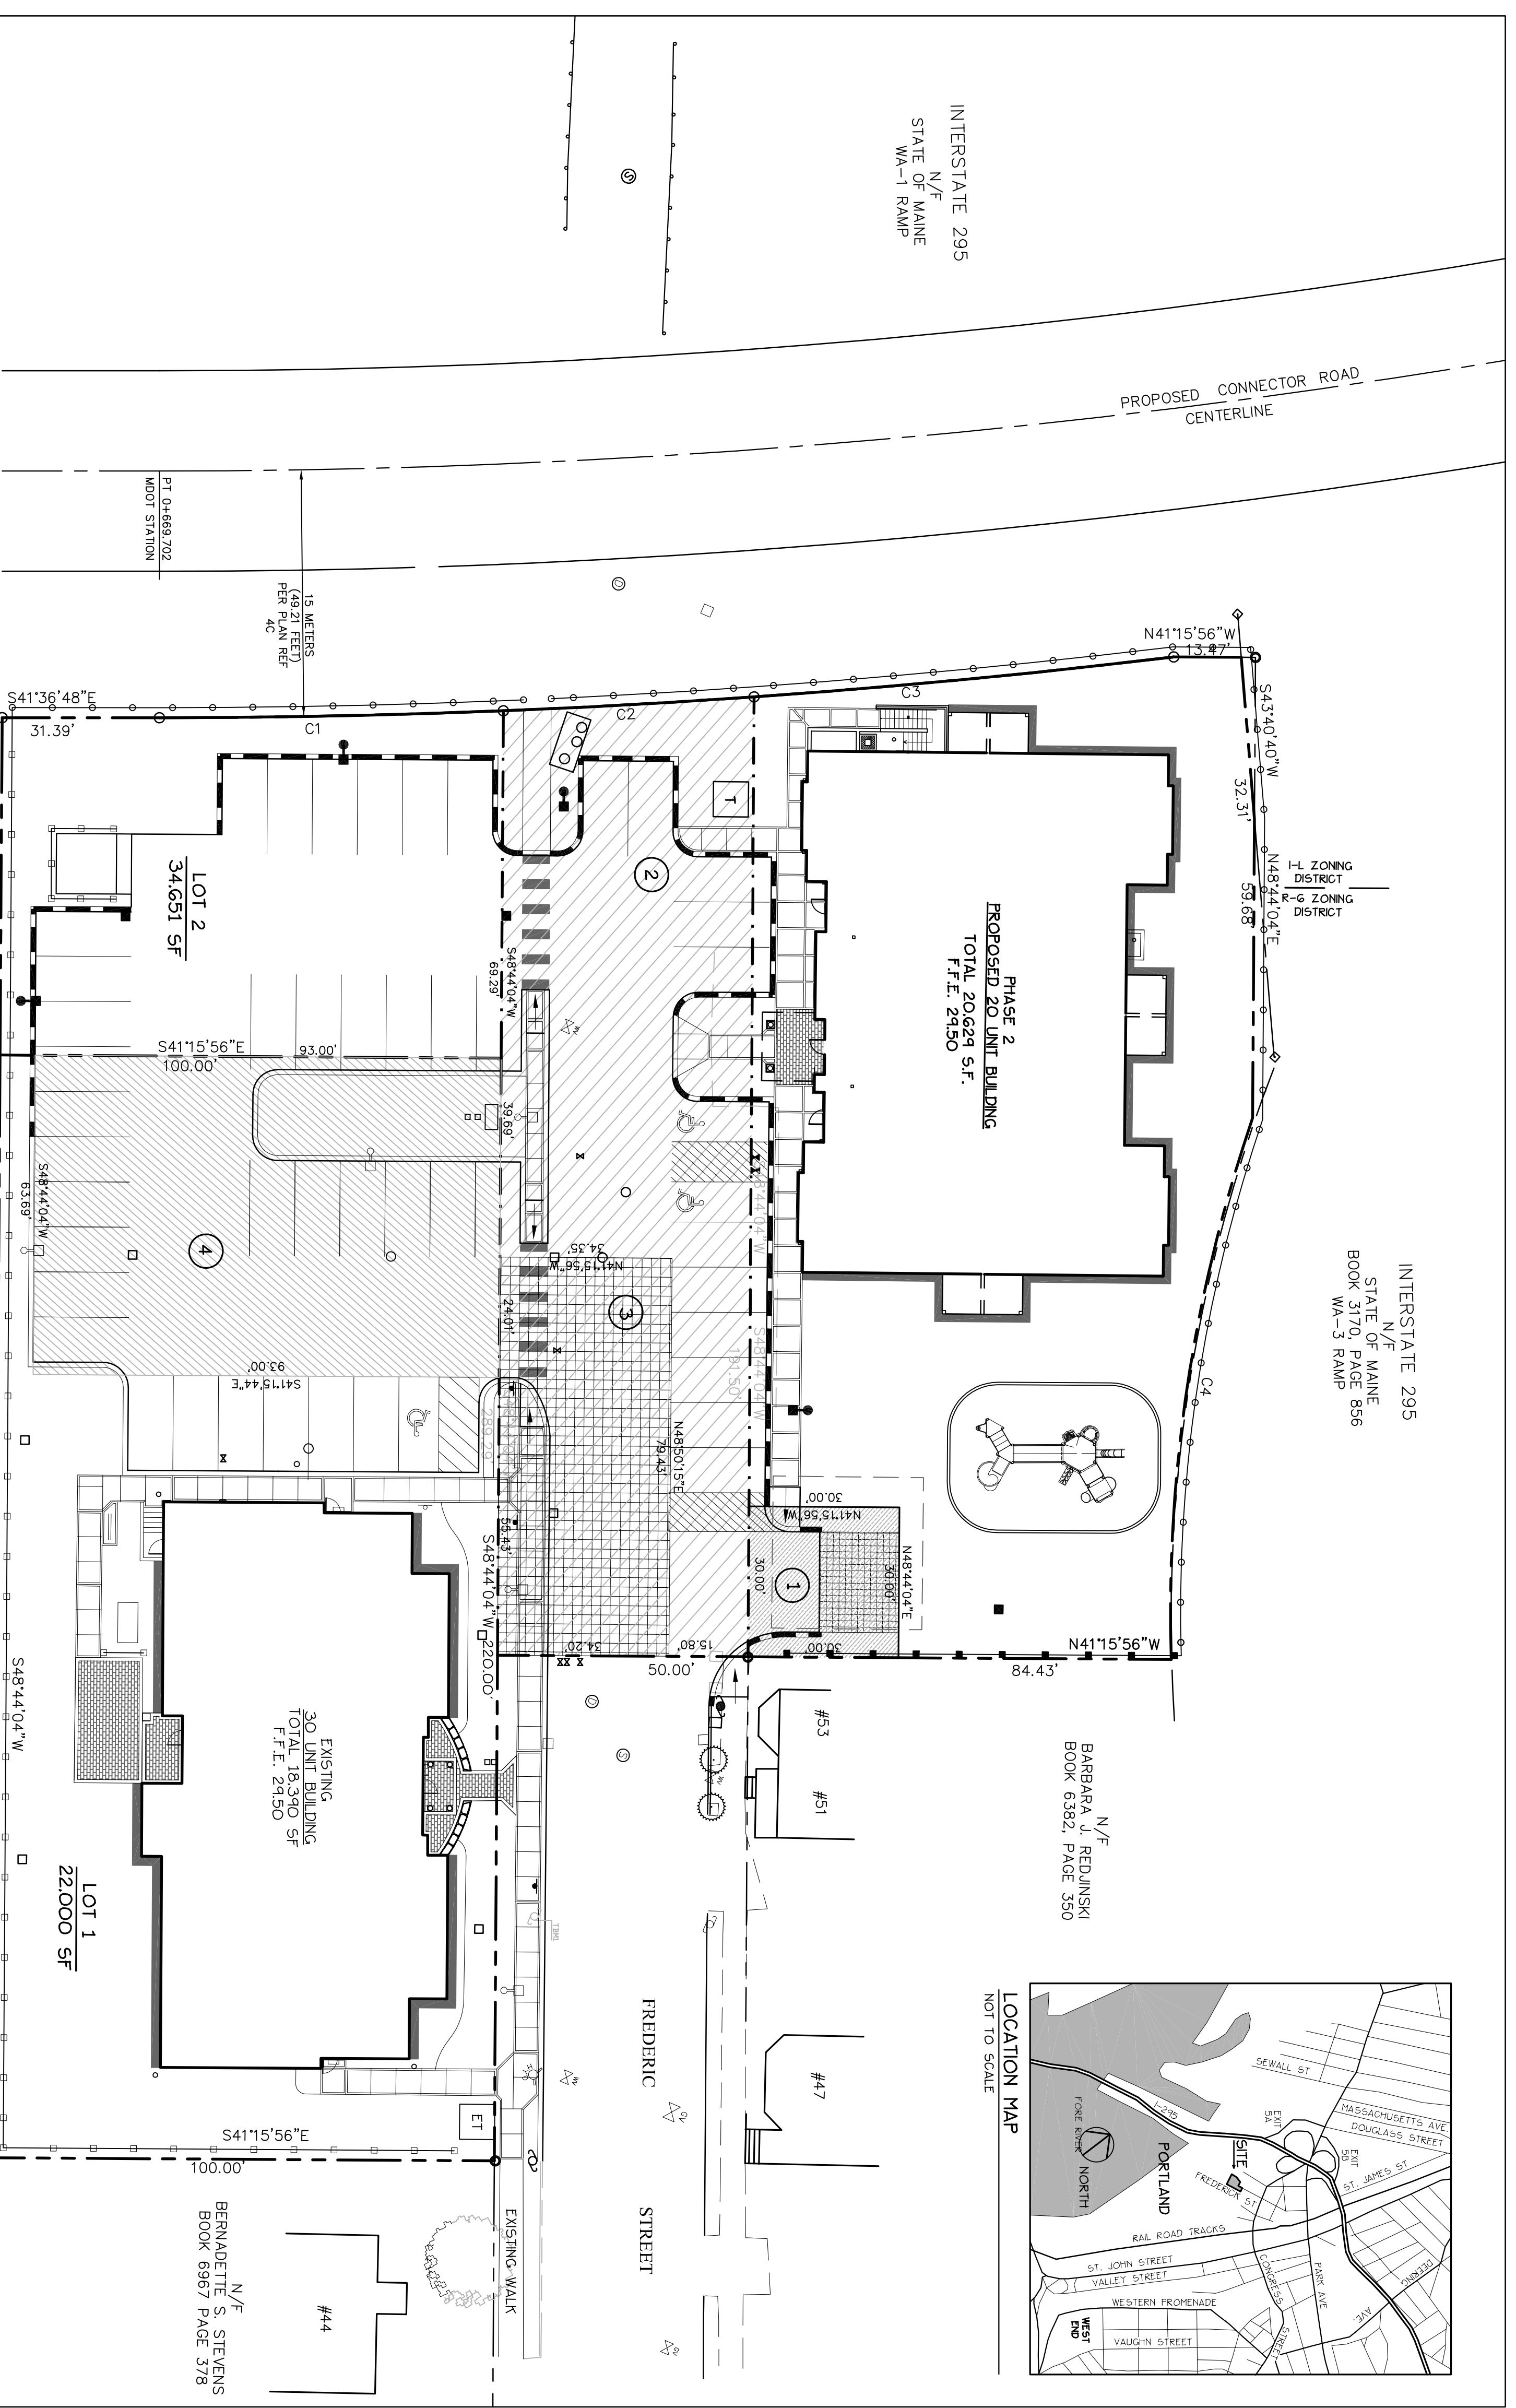 INTERSTATE 295
N/F
STATE OF MAINE
WA-1 RAMP
PROPOSED CONNECTOR ROAD
CENTERLINE
PT 0+669.702
MDOT STATION
15 METERS
(49.21 FEET)
PER PLAN REF
4C
N41°15'56"W
13.47'
S43°40'40"W
32.31'
N48°44'04"E
59.68'
I-L ZONING
DISTRICT
R-6 ZONING
DISTRICT
S41°36'48"E
31.39'
C1
C2
C3
C4
T
PHASE 2
PROPOSED 20 UNIT BUILDING
TOTAL 20,629 S.F.
F.F.E. 29.50
INTERSTATE 295
N/F
STATE OF MAINE
BOOK 3170, PAGE 856
WA-3 RAMP
LOT 2
34,651 SF
2
S48°44'04"W
69.29'
S41°15'56"E
93.00'
100.00'
39.69'
S48°44'04"W
63.69'
4
3
34.35'
N41°15'56"W
24.01'
93.00'
S41°15'44"E
S48°44'04"W
191.50'
289.29'
N48°50'15"E
79.43'
30.00'
N41°15'56"W
N48°44'04"E
30.00'
30.00'
1
30.00'
15.80'
34.20'
50.00'
55.43'
S48°44'04"W 220.00'
N41°15'56"W
84.43'
EXISTING
30 UNIT BUILDING
TOTAL 18,390 SF
F.F.E. 29.50
LOT 1
22,000 SF
S48°44'04"W
S41°15'56"E
100.00'
ET
TBM1
D
S
S
D
#53
#51
#47
#44
N/F
BARBARA J. REDJINSKI
BOOK 6382, PAGE 350
FREDERIC
STREET
EXISTING WALK
N/F
BERNADETTE S. STEVENS
BOOK 6967 PAGE 378
LOCATION MAP
NOT TO SCALE
SEWALL ST
MASSACHUSETTS AVE.
DOUGLASS STREET
I-295
EXIT
5A
EXIT
5B
ST. JAMES ST
SITE
FREDERICK ST
FORE RIVER
NORTH
PORTLAND
RAIL ROAD TRACKS
ST. JOHN STREET
VALLEY STREET
CONGRESS
STREET
PARK AVE
DEERING
AVE.
WESTERN PROMENADE
WEST
END
VAUGHN STREET